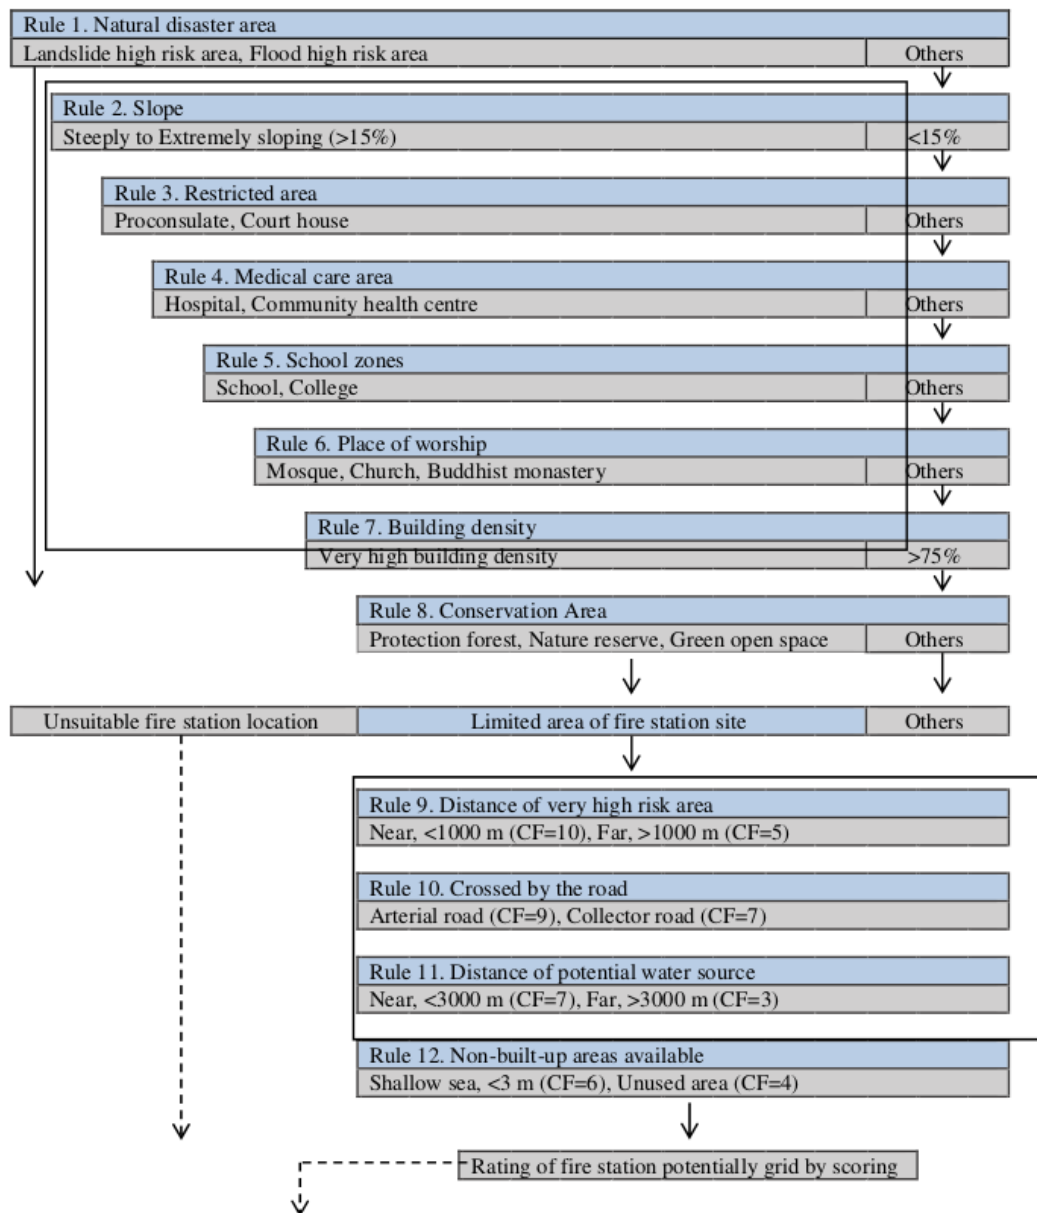 Rule 1. Natural disaster area
Landslide high risk area, Flood high risk area Others
Rule 2. Slope
Steeply to Extremely sloping (>15%) <15%
Rule 3. Restricted area
Proconsulate, Court house Others
Rule 4. Medical care area
Hospital, Community health centre Others
Rule 5. School zones
School, College Others
Rule 6. Place of worship
Mosque, Church, Buddhist monastery Others
Rule 7. Building density
Very high building density >75%
Rule 8. Conservation Area
Protection forest, Nature reserve, Green open space Others
Unsuitable fire station location Limited area of fire station site Others
Rule 9. Distance of very high risk area
Near, <1000 m (CF=10), Far, >1000 m (CF=5)
Rule 10. Crossed by the road
Arterial road (CF=9), Collector road (CF=7)
Rule 11. Distance of potential water source
Near, <3000 m (CF=7), Far, >3000 m (CF=3)
Rule 12. Non-built-up areas available
Shallow sea, <3 m (CF=6), Unused area (CF=4)
Rating of fire station potentially grid by scoring